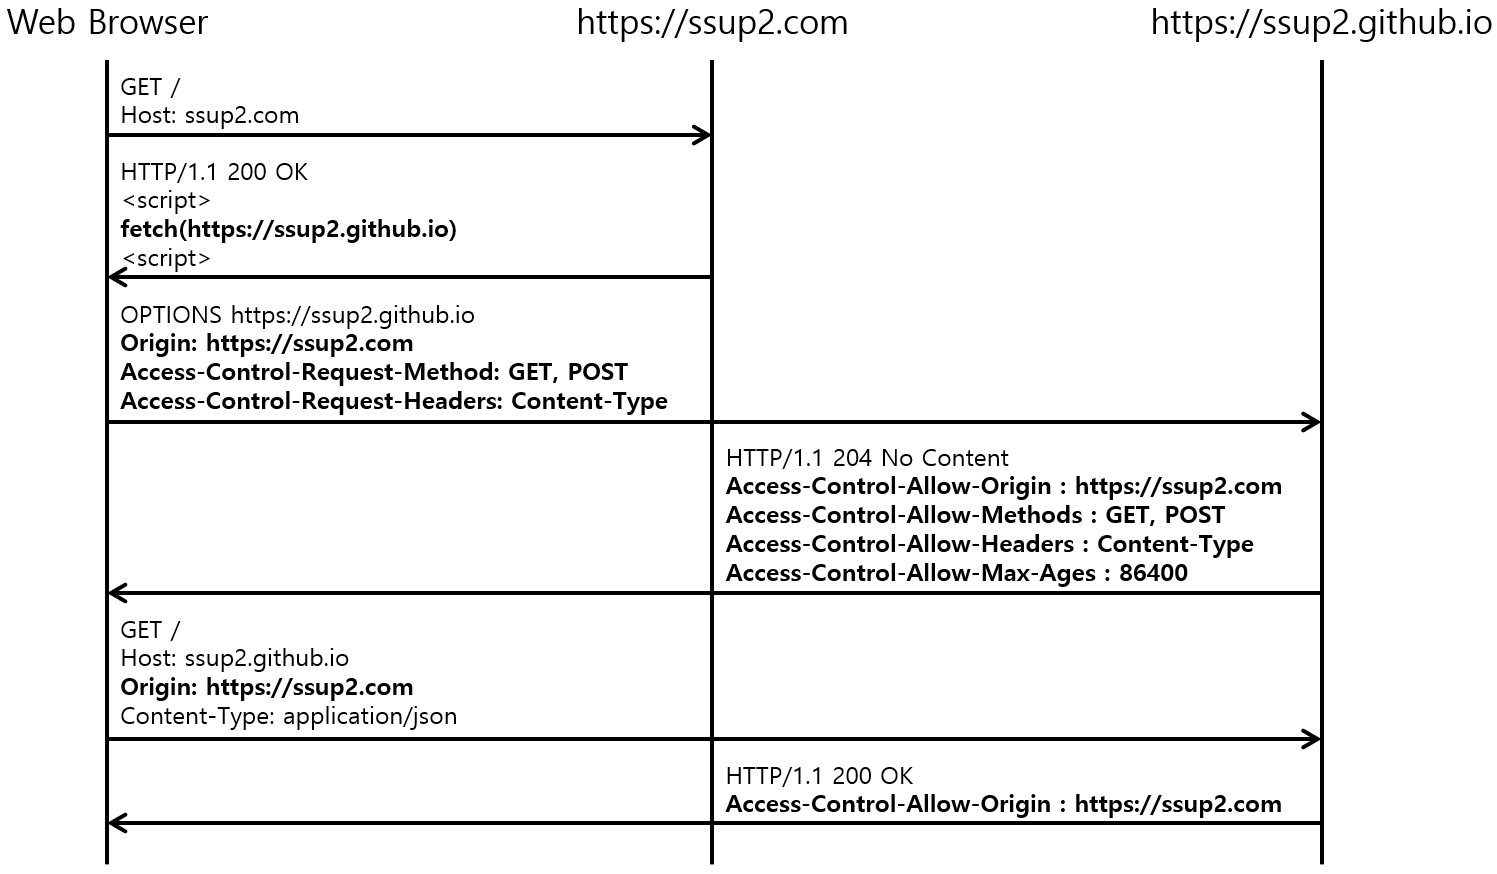 Web Browser
https://ssup2.com
https://ssup2.github.io
GET /
Host: ssup2.com
HTTP/1.1 200 OK
<script>
fetch(https://ssup2.github.io)
<script>
OPTIONS https://ssup2.github.io
Origin: https://ssup2.com
Access-Control-Request-Method: GET, POST
Access-Control-Request-Headers: Content-Type
HTTP/1.1 204 No Content
Access-Control-Allow-Origin : https://ssup2.com
Access-Control-Allow-Methods : GET, POST
Access-Control-Allow-Headers : Content-Type
Access-Control-Allow-Max-Ages : 86400
GET /
Host: ssup2.github.io
Origin: https://ssup2.com
Content-Type: application/json
HTTP/1.1 200 OK
Access-Control-Allow-Origin : https://ssup2.com